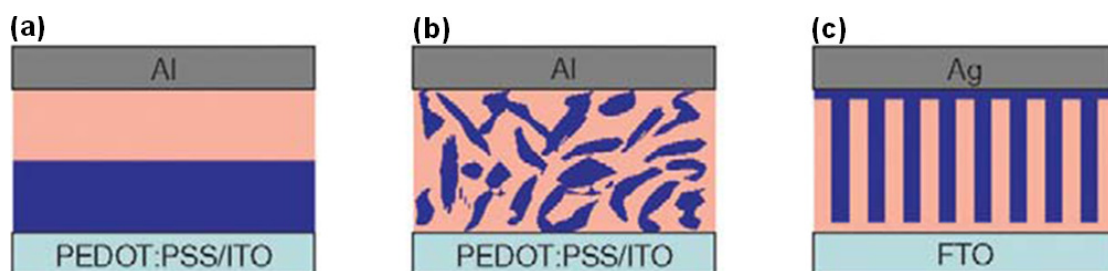 (a)
(b)
(c)
Al
Al
Ag
PEDOT:PSS/ITO
PEDOT:PSS/ITO
FTO